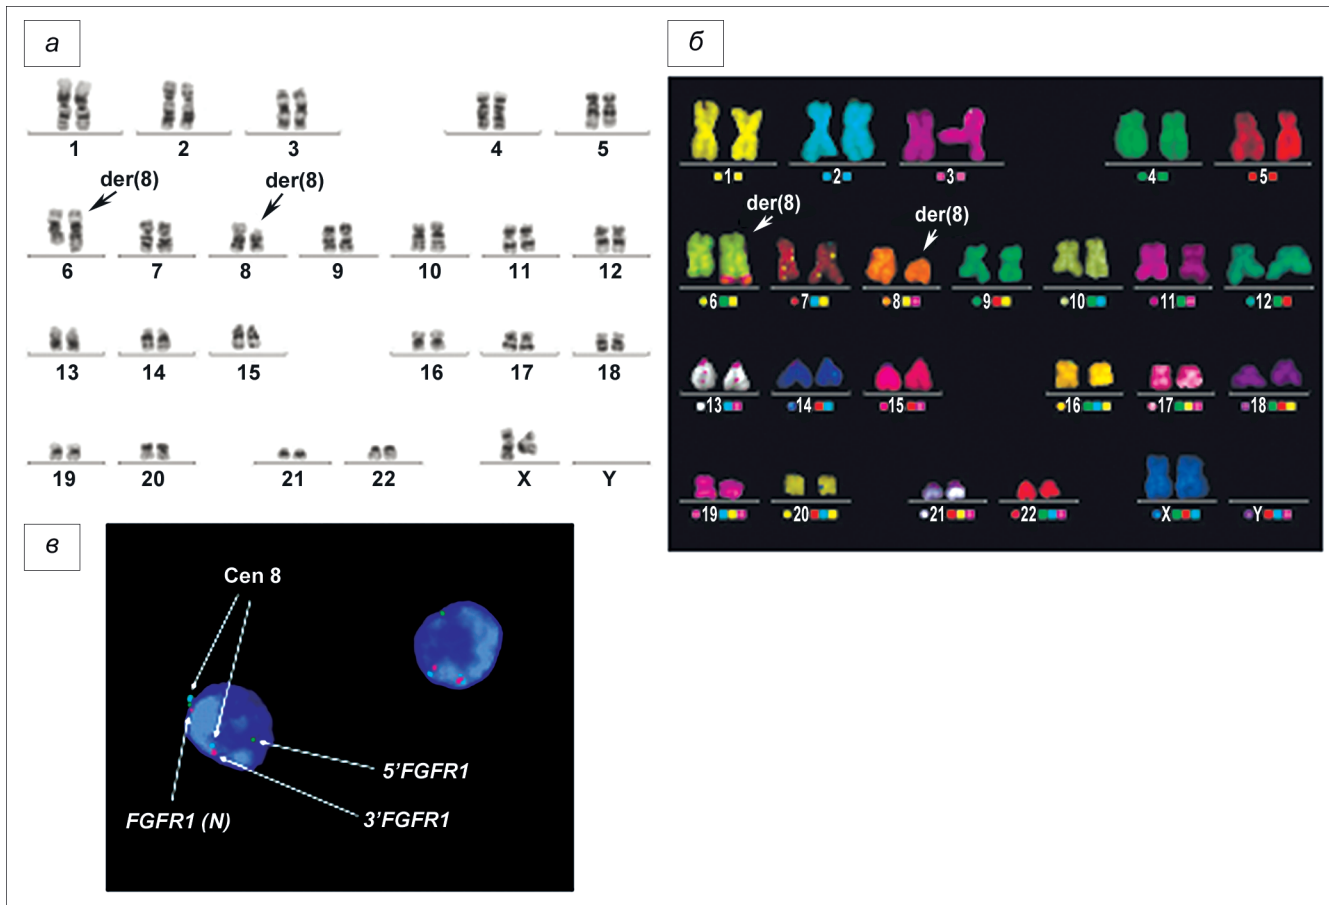 а
1 2 3 4 5
der(8) der(8)
6 7 8 9 10 11 12
13 14 15 16 17 18
19 20 21 22 X Y
б
1 2 3 4 5
der(8) der(8)
6 7 8 9 10 11 12
13 14 15 16 17 18
19 20 21 22 X Y
в
Cen 8
5’FGFR1
FGFR1 (N) 3’FGFR1